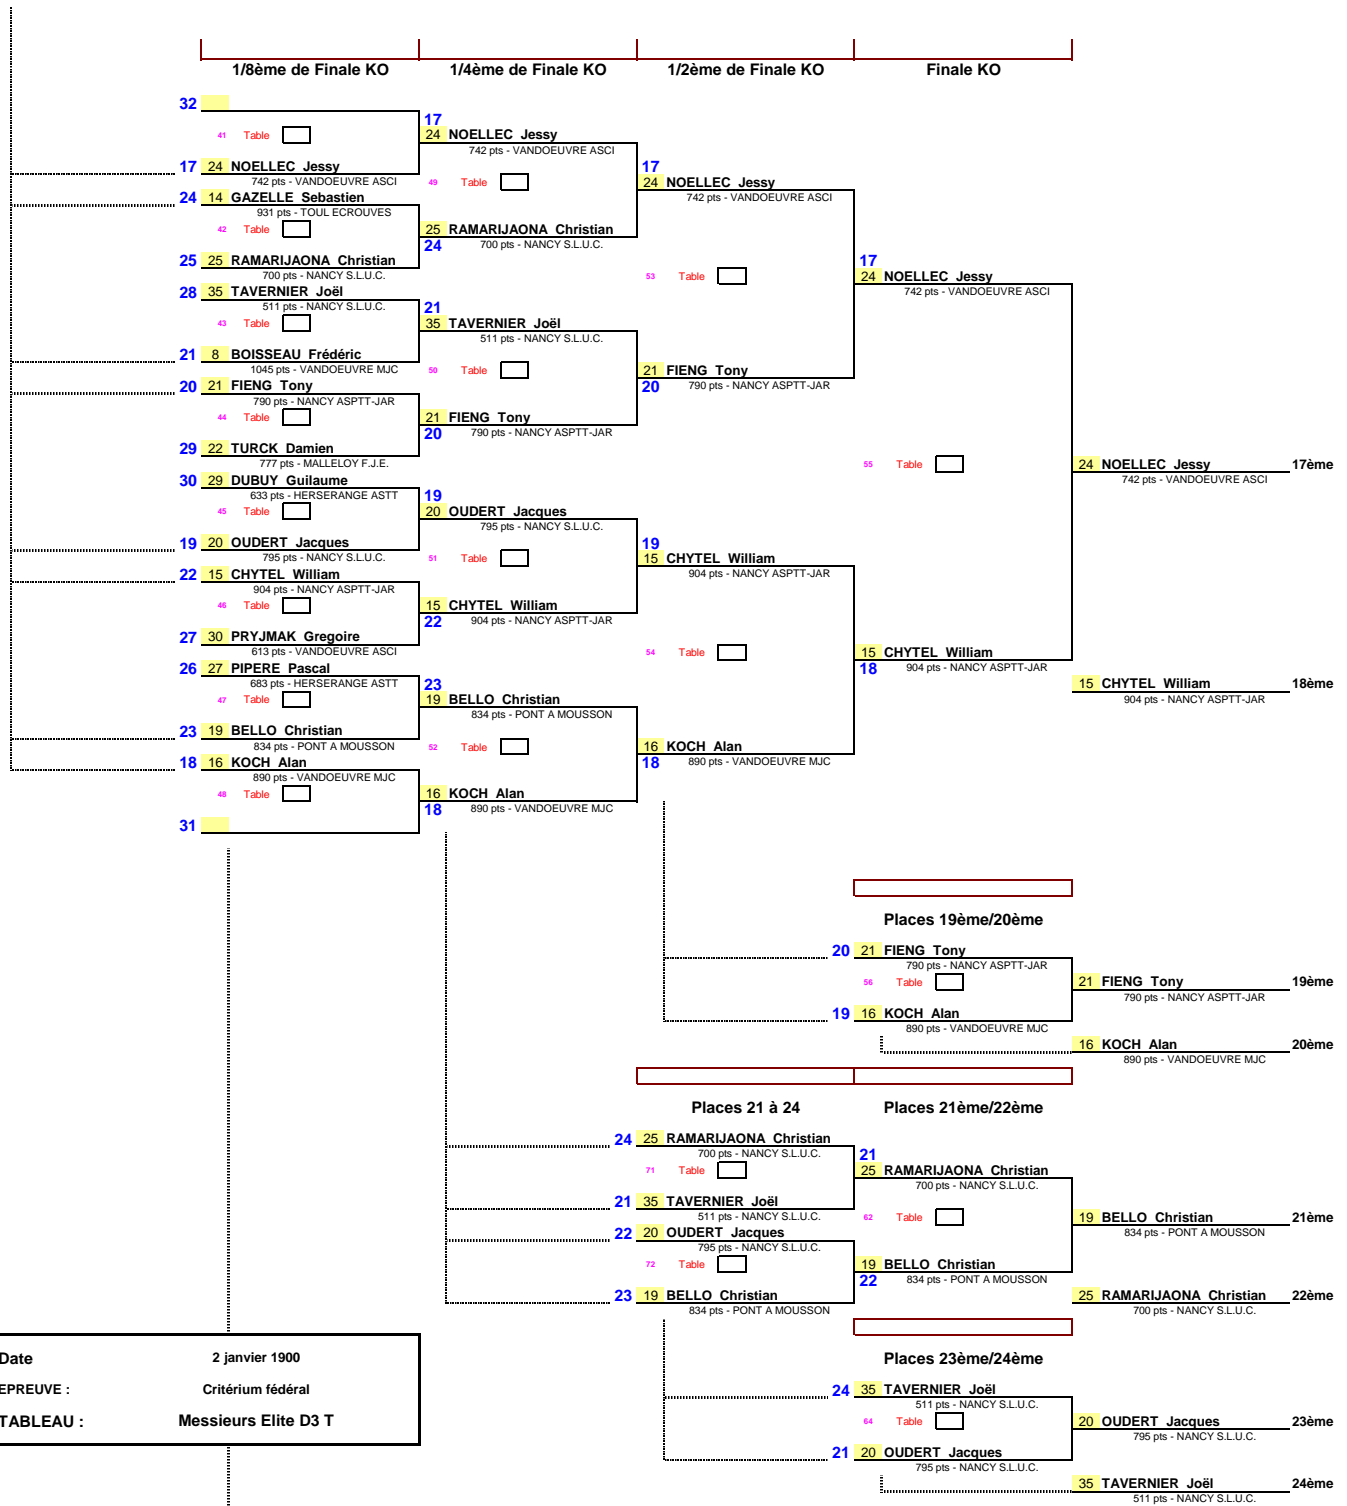 1/8ème de Finale KO 1/4ème de Finale KO 1/2ème de Finale KO Finale KO
32
17
41 Table 24 NOELLEC Jessy
742 pts - VANDOEUVRE ASCI
17 24 NOELLEC Jessy 17
742 pts - VANDOEUVRE ASCI 49 Table 24 NOELLEC Jessy
24 14 GAZELLE Sebastien 742 pts - VANDOEUVRE ASCI
931 pts - TOUL ECROUVES
42 Table 25 RAMARIJAONA Christian
24 700 pts - NANCY S.L.U.C.
25 25 RAMARIJAONA Christian 17
700 pts - NANCY S.L.U.C. 53 Table 24 NOELLEC Jessy
28 35 TAVERNIER Joël 742 pts - VANDOEUVRE ASCI
511 pts - NANCY S.L.U.C. 21
43 Table 35 TAVERNIER Joël
511 pts - NANCY S.L.U.C.
21 8 BOISSEAU Frédéric
1045 pts - VANDOEUVRE MJC 50 Table 21 FIENG Tony
20 21 FIENG Tony 20 790 pts - NANCY ASPTT-JAR
790 pts - NANCY ASPTT-JAR
44 Table 21 FIENG Tony
20 790 pts - NANCY ASPTT-JAR
29 22 TURCK Damien
777 pts - MALLELOY F.J.E. 55 Table 24 NOELLEC Jessy 17ème
742 pts - VANDOEUVRE ASCI
30 29 DUBUY Guilaume
633 pts - HERSERANGE ASTT 19
45 Table 20 OUDERT Jacques
795 pts - NANCY S.L.U.C.
19 20 OUDERT Jacques 19
795 pts - NANCY S.L.U.C. 51 Table 15 CHYTEL William
22 15 CHYTEL William 904 pts - NANCY ASPTT-JAR
904 pts - NANCY ASPTT-JAR
46 Table 15 CHYTEL William
22 904 pts - NANCY ASPTT-JAR
27 30 PRYJMAK Gregoire
613 pts - VANDOEUVRE ASCI 54 Table 15 CHYTEL William
26 27 PIPERE Pascal 18 904 pts - NANCY ASPTT-JAR
683 pts - HERSERANGE ASTT 23 15 CHYTEL William 18ème
47 Table 19 BELLO Christian 904 pts - NANCY ASPTT-JAR
834 pts - PONT A MOUSSON
23 19 BELLO Christian
834 pts - PONT A MOUSSON 52 Table 16 KOCH Alan
18 16 KOCH Alan 18 890 pts - VANDOEUVRE MJC
890 pts - VANDOEUVRE MJC
48 Table 16 KOCH Alan
18 890 pts - VANDOEUVRE MJC
31
Places 19ème/20ème
20 21 FIENG Tony
790 pts - NANCY ASPTT-JAR
56 Table 21 FIENG Tony 19ème
790 pts - NANCY ASPTT-JAR
19 16 KOCH Alan
890 pts - VANDOEUVRE MJC
16 KOCH Alan 20ème
890 pts - VANDOEUVRE MJC
Places 21 à 24 Places 21ème/22ème
24 25 RAMARIJAONA Christian
700 pts - NANCY S.L.U.C. 21
71 Table 25 RAMARIJAONA Christian
700 pts - NANCY S.L.U.C.
21 35 TAVERNIER Joël
511 pts - NANCY S.L.U.C. 62 Table 19 BELLO Christian 21ème
22 20 OUDERT Jacques 834 pts - PONT A MOUSSON
795 pts - NANCY S.L.U.C.
72 Table 19 BELLO Christian
22 834 pts - PONT A MOUSSON
23 19 BELLO Christian 25 RAMARIJAONA Christian 22ème
834 pts - PONT A MOUSSON 700 pts - NANCY S.L.U.C.
Date 2 janvier 1900 Places 23ème/24ème
EPREUVE : Critérium fédéral 24 35 TAVERNIER Joël
511 pts - NANCY S.L.U.C.
TABLEAU : Messieurs Elite D3 T 64 Table 20 OUDERT Jacques 23ème
795 pts - NANCY S.L.U.C.
21 20 OUDERT Jacques
795 pts - NANCY S.L.U.C.
35 TAVERNIER Joël 24ème
511 pts - NANCY S.L.U.C.